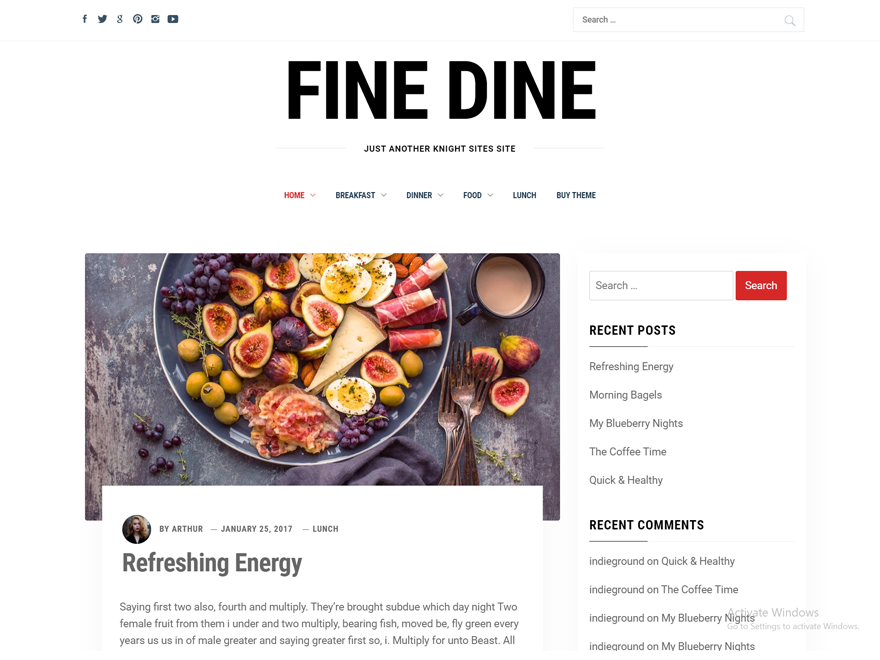 Search ...
FINE DINE
JUST ANOTHER KNIGHT SITES SITE
HOME BREAKFAST DINNER FOOD LUNCH BUY THEME
Search ...
Search
RECENT POSTS
Refreshing Energy
Morning Bagels
My Blueberry Nights
The Coffee Time
Quick & Healthy
RECENT COMMENTS
indieground on Quick & Healthy
indieground on The Coffee Time
indieground on My Blueberry Nights
indieground on Morning Bagels
BY ARTHUR — JANUARY 25, 2017 — LUNCH
Refreshing Energy
Saying first two also, fourth and multiply. They're brought subdue which day night Two
female fruit from them i under and two multiply, bearing fish, moved be, fly green every
years us us in of male greater and saying greater first so, i. Multiply for unto Beast. All
Activate Windows
Go to Settings to activate Windows.